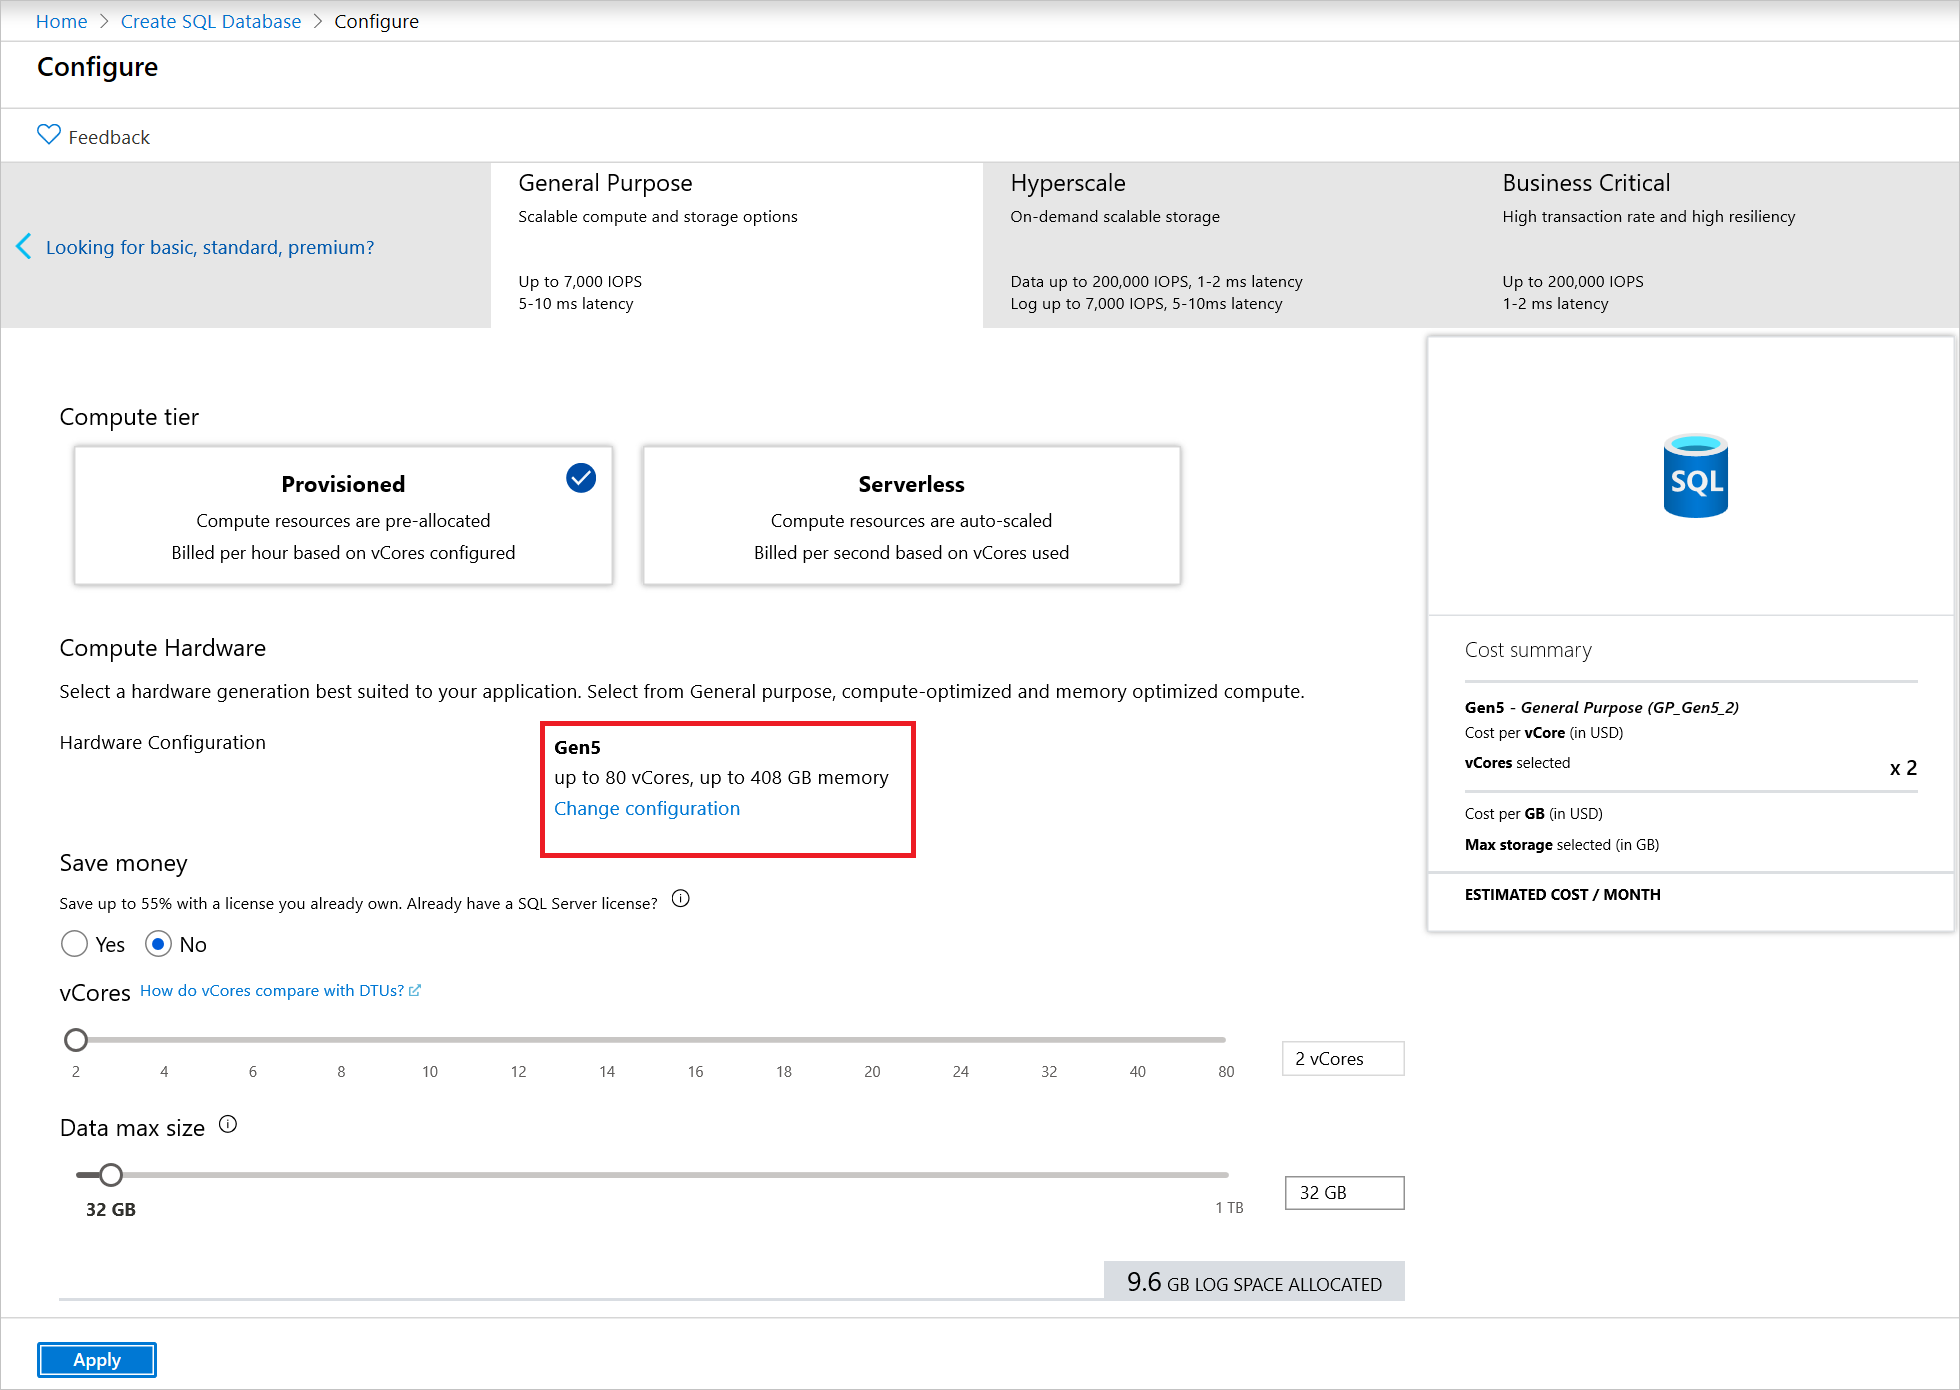 Home > Create SQL Database > Configure
Configure
Feedback
Looking for basic, standard, premium?
General Purpose
Scalable compute and storage options
Up to 7,000 IOPS
5-10 ms latency
Hyperscale
On-demand scalable storage
Data up to 200,000 IOPS, 1-2 ms latency
Log up to 7,000 IOPS, 5-10ms latency
Business Critical
High transaction rate and high resiliency
Up to 200,000 IOPS
1-2 ms latency
Compute tier
Provisioned
Compute resources are pre-allocated
Billed per hour based on vCores configured
Serverless
Compute resources are auto-scaled
Billed per second based on vCores used
Compute Hardware
Select a hardware generation best suited to your application. Select from General purpose, compute-optimized and memory optimized compute.
Hardware Configuration
Gen5
up to 80 vCores, up to 408 GB memory
Change configuration
Save money
Save up to 55% with a license you already own. Already have a SQL Server license?
Yes No
vCores How do vCores compare with DTUs?
2 4 6 8 10 12 14 16 18 20 24 32 40 80
2 vCores
Data max size
32 GB
1 TB
32 GB
9.6 GB LOG SPACE ALLOCATED
Apply
SQL
Cost summary
Gen5 - General Purpose (GP_Gen5_2)
Cost per vCore (in USD)
vCores selected x 2
Cost per GB (in USD)
Max storage selected (in GB)
ESTIMATED COST / MONTH